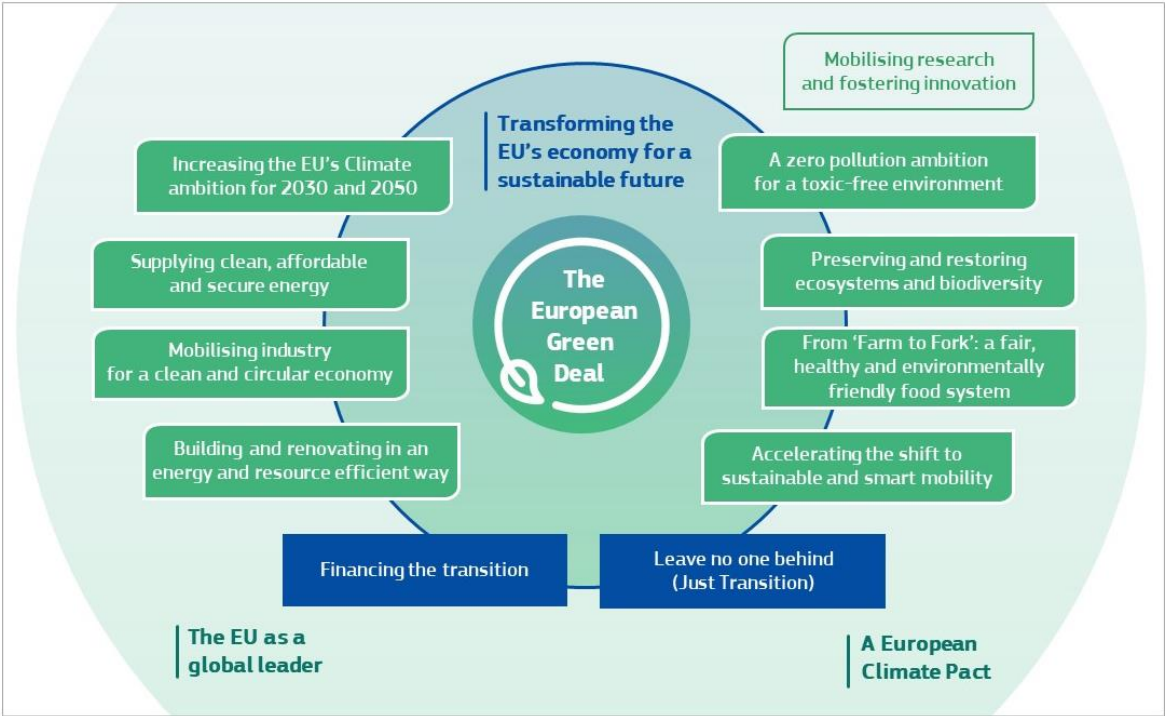 Mobilising research
and fostering innovation
Transforming the
EU's economy for a
sustainable future
Increasing the EU's Climate
ambition for 2030 and 2050
Supplying clean, affordable
and secure energy
Mobilising industry
for a clean and circular economy
Building and renovating in an
energy and resource efficient way
The
European
Green
Deal
A zero pollution ambition
for a toxic-free environment
Preserving and restoring
ecosystems and biodiversity
From ‘Farm to Fork’: a fair,
healthy and environmentally
friendly food system
Accelerating the shift to
sustainable and smart mobility
Financing the transition
Leave no one behind
(Just Transition)
The EU as a
global leader
A European
Climate Pact